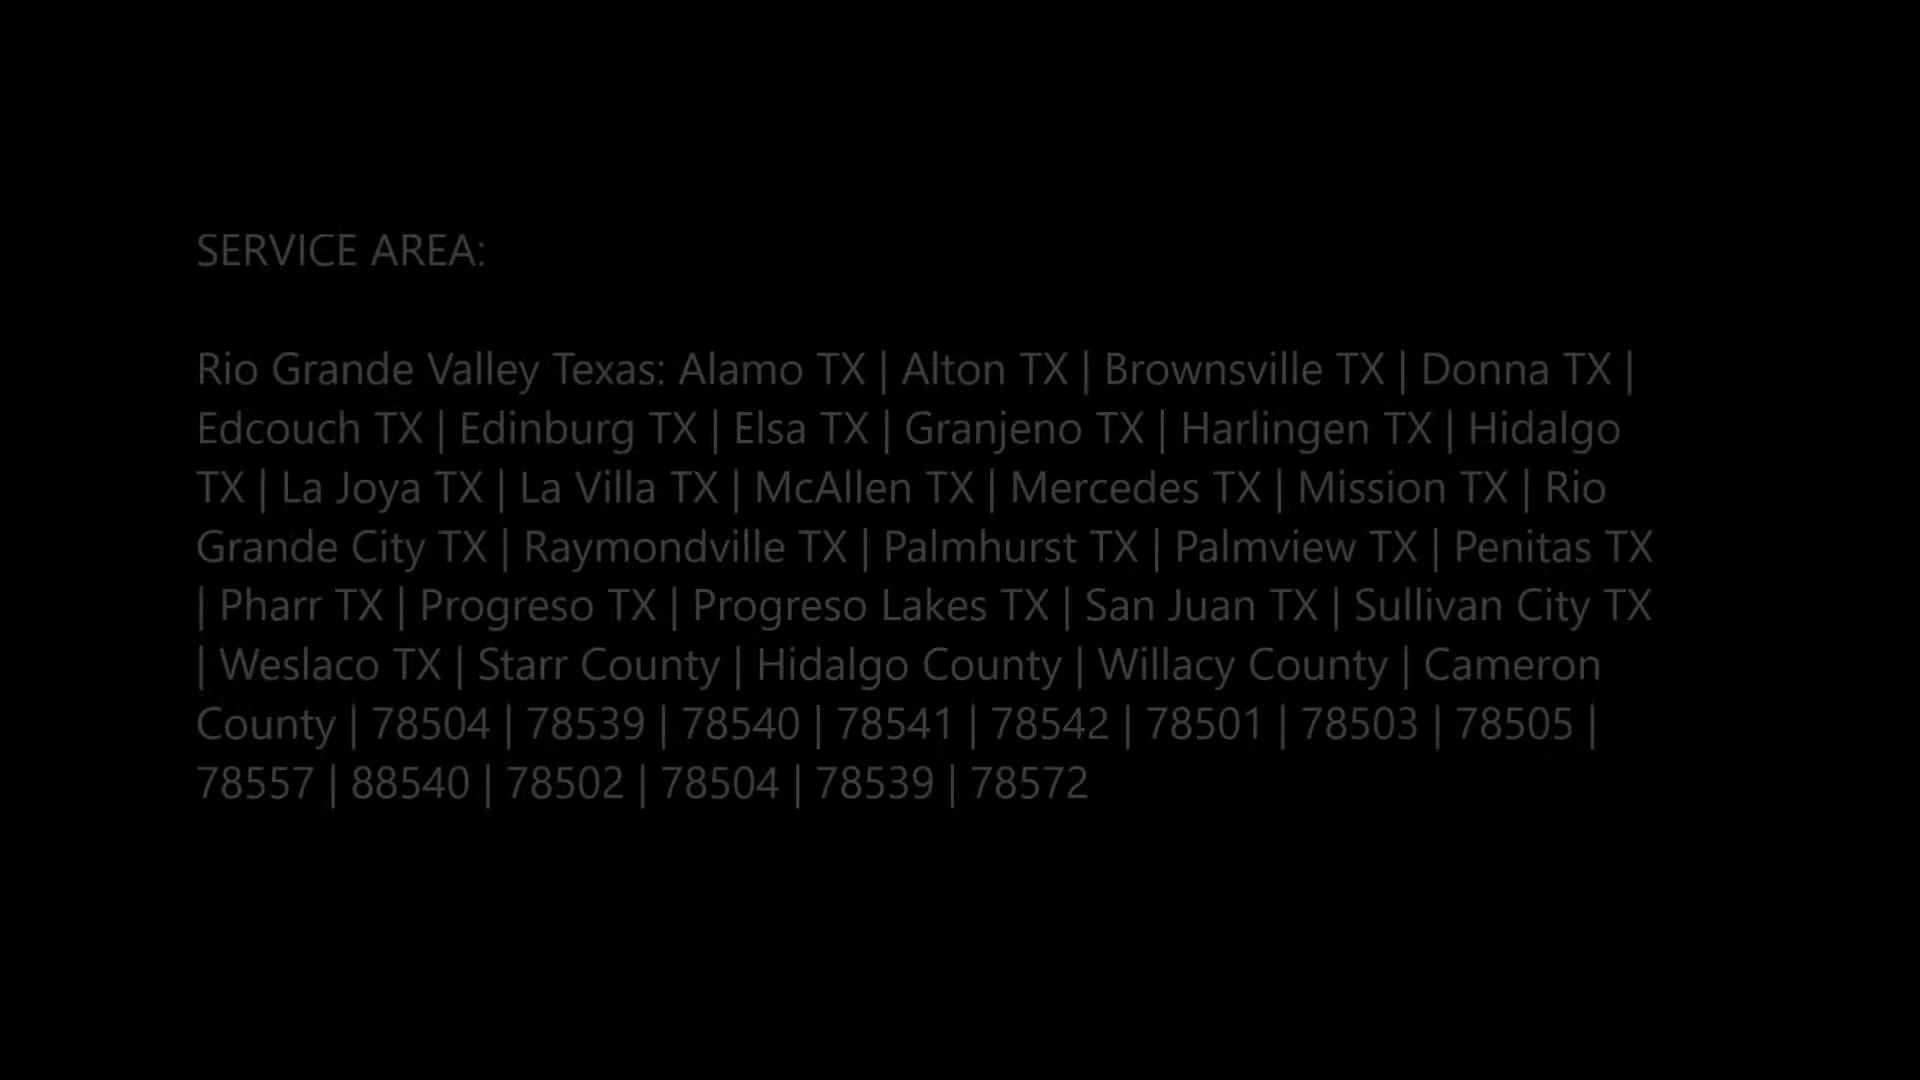 SERVICE AREA:
Rio Grande Valley Texas: Alamo TX | Alton TX | Brownsville TX | Donna TX |
Edcouch TX | Edinburg TX | Elsa TX | Granjeno TX | Harlingen TX | Hidalgo
TX | La Joya TX | La Villa TX | McAllen TX | Mercedes TX | Mission TX | Rio
Grande City TX | Raymondville TX | Palmhurst TX | Palmview TX | Penitas TX
| Pharr TX | Progreso TX | Progreso Lakes TX | San Juan TX | Sullivan City TX
| Weslaco TX | Starr County | Hidalgo County | Willacy County | Cameron
County | 78504 | 78539 | 78540 | 78541 | 78542 | 78501 | 78503 | 78505 |
78557 | 88540 | 78502 | 78504 | 78539 | 78572